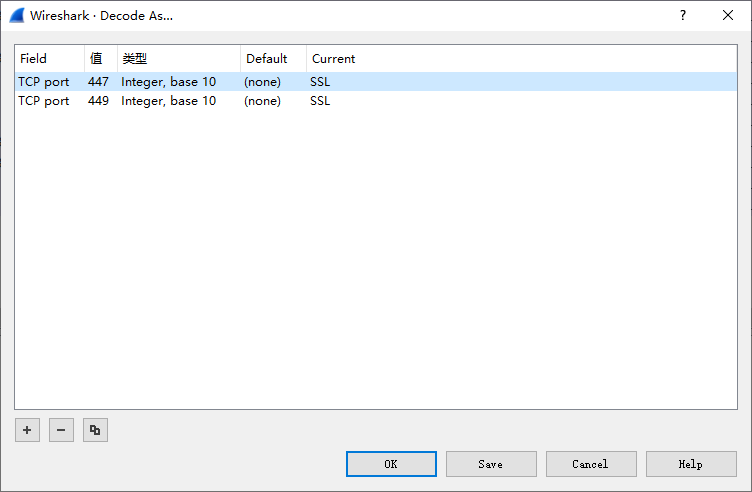 Wireshark · Decode As...
?
Field 值 类型 Default Current
TCP port 447 Integer, base 10 (none) SSL
TCP port 449 Integer, base 10 (none) SSL
OK Save Cancel Help